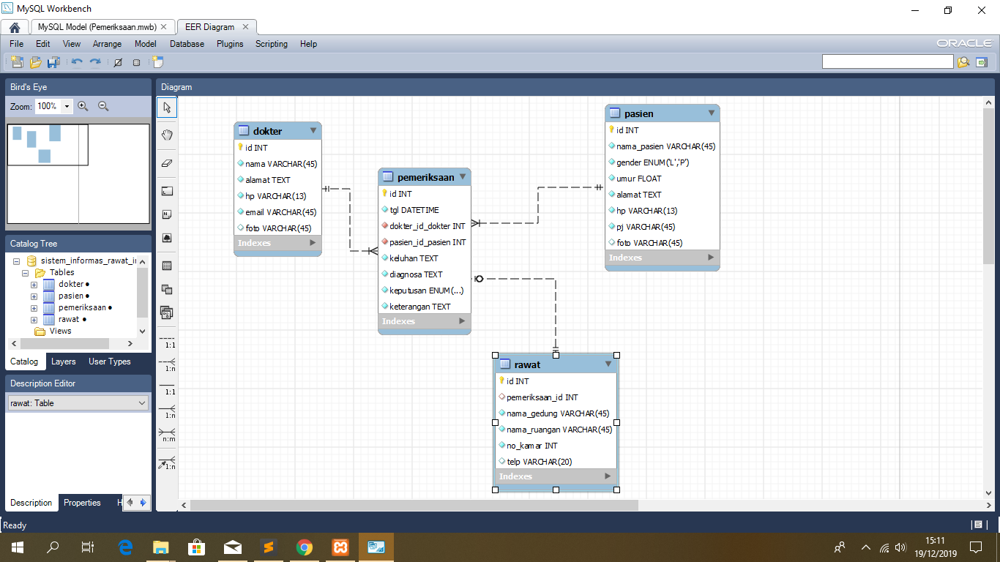 MySQL Workbench
MySQL Model (Pemeriksaan.mwb)
EER Diagram
File Edit View Arrange Model Database Plugins Scripting Help
ORACLE
Bird's Eye
Zoom: 100%
Catalog Tree
sistem_informas_rawat_i
Tables
dokter
pasien
pemeriksaan
rawat
Views
Catalog Layers User Types
Description Editor
rawat: Table
Description Properties H
Diagram
1:1
1:n
1:1
1:n
n:m
1:n
dokter
id INT
nama VARCHAR(45)
alamat TEXT
hp VARCHAR(13)
email VARCHAR(45)
foto VARCHAR(45)
Indexes
pemeriksaan
id INT
tgl DATETIME
dokter_id_dokter INT
pasien_id_pasien INT
keluhan TEXT
diagnosa TEXT
keputusan ENUM(...)
keterangan TEXT
Indexes
pasien
id INT
nama_pasien VARCHAR(45)
gender ENUM('L','P')
umur FLOAT
alamat TEXT
hp VARCHAR(13)
pj VARCHAR(45)
foto VARCHAR(45)
Indexes
rawat
id INT
pemeriksaan_id INT
nama_gedung VARCHAR(45)
nama_ruangan VARCHAR(45)
no_kamar INT
telp VARCHAR(20)
Indexes
Ready
15:11
19/12/2019